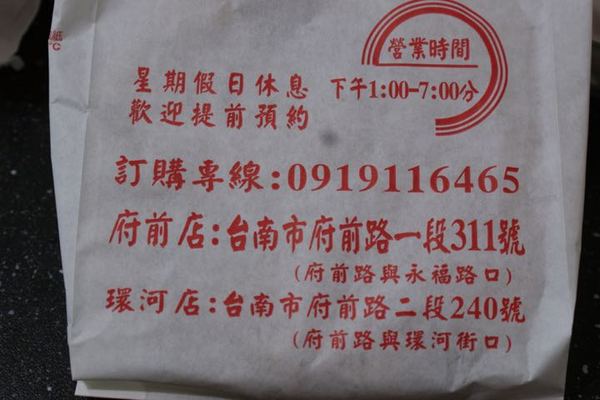 營業時間
星期假日休息 下午1:00-7:00分
歡迎提前預約
訂購專線:0919116465
府前店:台南市府前路一段311號
(府前路與永福路口)
環河店:台南市府前路二段240號
(府前路與環河街口)